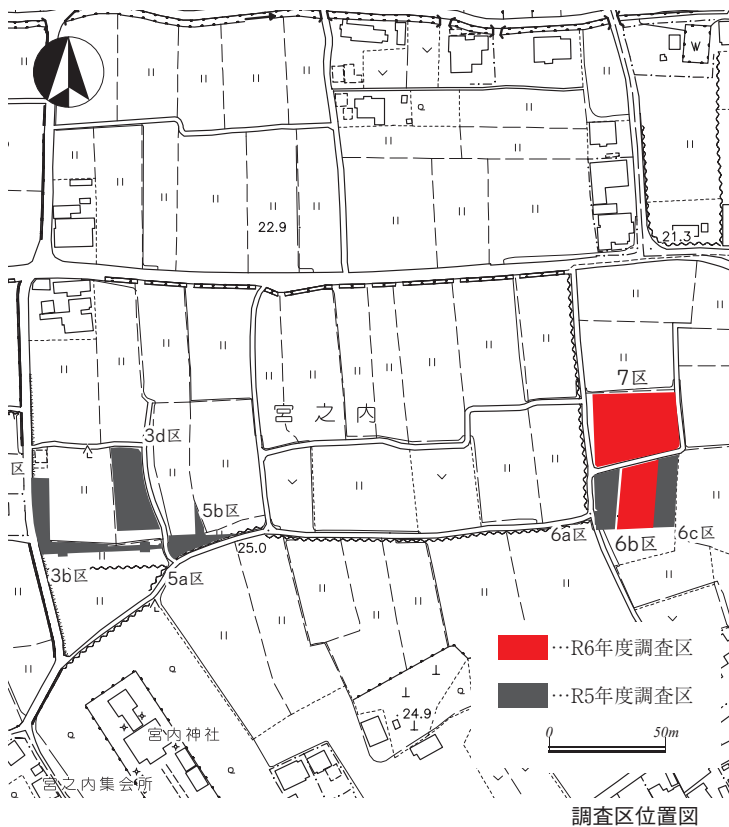 22.9
21.3
7区
宮之内
3d区
区
5b区
25.0
6a区
6b区
6c区
3b区
5a区
…R6年度調査区
…R5年度調査区
24.9
宮内神社
0 50m
宮之内集会所
調査区位置図